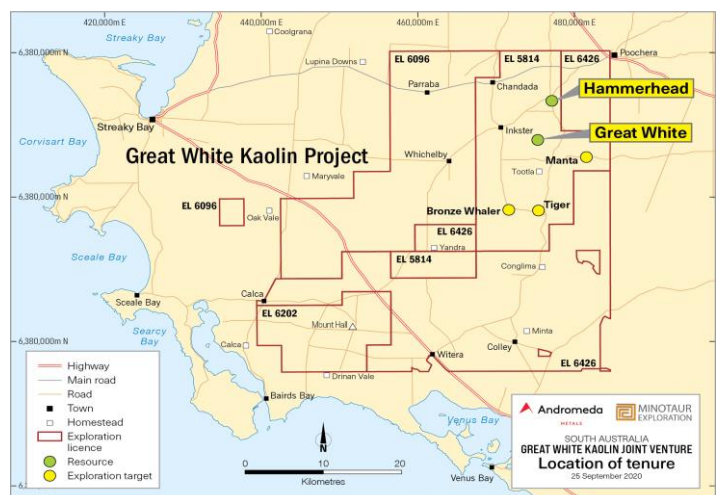 420,000m E
440,000m E
460,000m E
480,000m E
6,380,000m N
Streaky Bay
Coolgrana
Lupina Downs
EL 6096
EL 5814
EL 6426
Poochera
Parraba
Chandada
Hammerhead
Streaky Bay
Corvisart Bay
Inkster
Great White
Great White Kaolin Project
Whichelby
Manta
Maryvale
Tootla
6,380,000m N
EL 6096
Oak Vale
Bronze Whaler
Tiger
EL 6426
Yandra
Sceale Bay
EL 5814
Conglima
Calca
Sceale Bay
EL 6202
Searcy
Bay
Mount Hall
Minta
6,380,000m N
Calca
Colley
Witera
EL 6426
Drinan Vale
Bairds Bay
Venus Bay
Venus Bay
Highway
Main road
Road
Town
Homestead
Exploration
licence
Resource
Exploration target
N
0 10 20
Kilometres
Andromeda
METALS
MINOTAUR
EXPLORATION
SOUTH AUSTRALIA
GREAT WHITE KAOLIN JOINT VENTURE
Location of tenure
25 September 2020